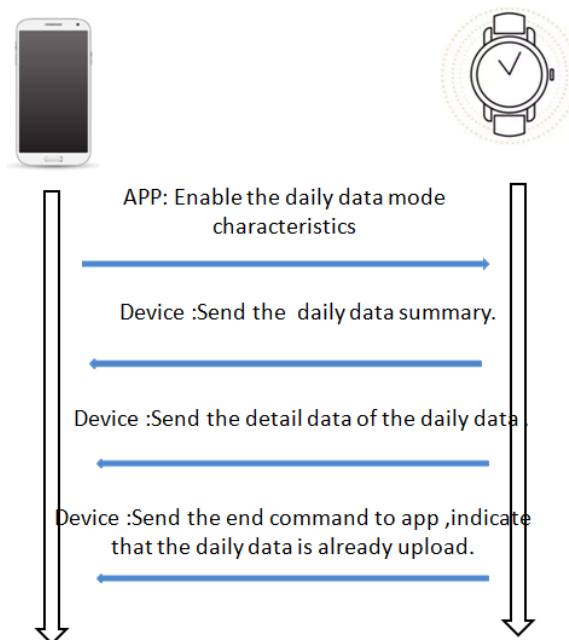 APP: Enable the daily data mode
characteristics
Device :Send the daily data summary.
Device :Send the detail data of the daily data .
Device :Send the end command to app ,indicate
that the daily data is already upload.